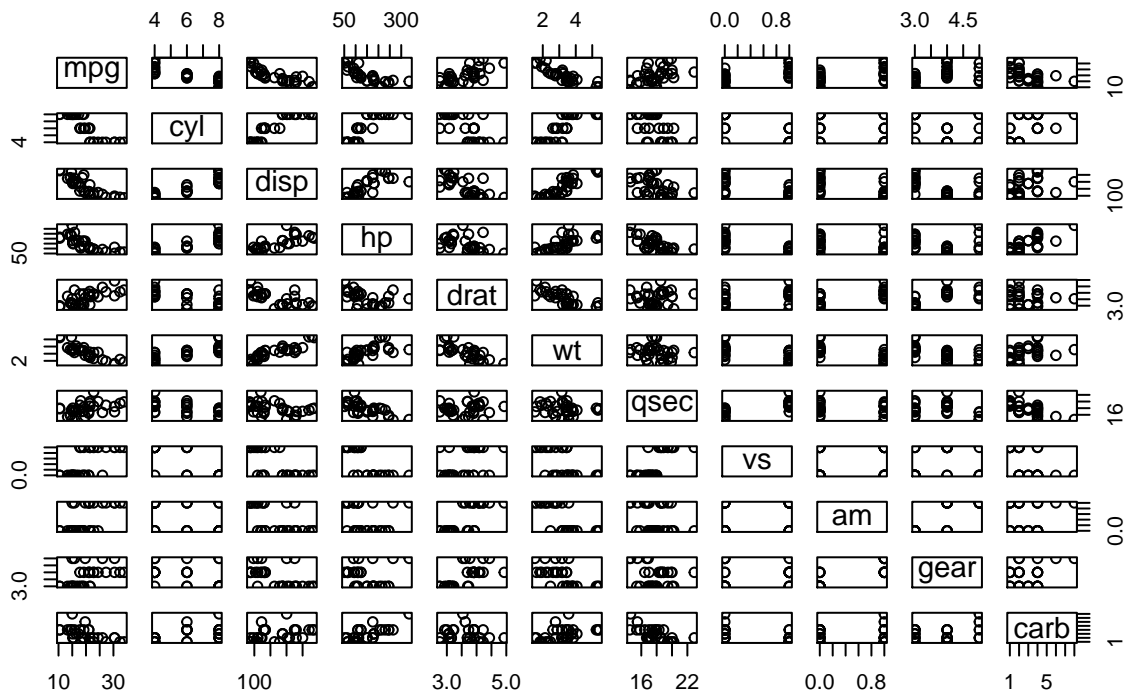 4 6 8 50 300 2 4 0.0 0.8 3.0 4.5
mpg 10
4 cyl
disp 100
50 hp
drat 3.0
2 wt
qsec 16
0.0 vs
am 0.0
3.0 gear
carb 1
10 30 100 3.0 5.0 16 22 0.0 1.0 1 5